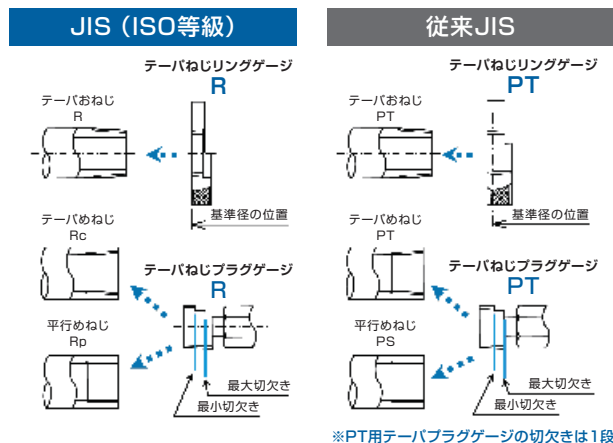 JIS（ISO等級）
テーパねじリングゲージ
R
テーパおねじ
R
基準径の位置
テーパめねじ
Rc
テーパねじプラグゲージ
R
平行めねじ
Rp
最大切欠き
最小切欠き
従来JIS
テーパねじリングゲージ
PT
テーパおねじ
PT
基準径の位置
テーパめねじ
PT
テーパねじプラグゲージ
PT
平行めねじ
PS
最大切欠き
最小切欠き
※PT用テーパプラグゲージの切欠きは1段